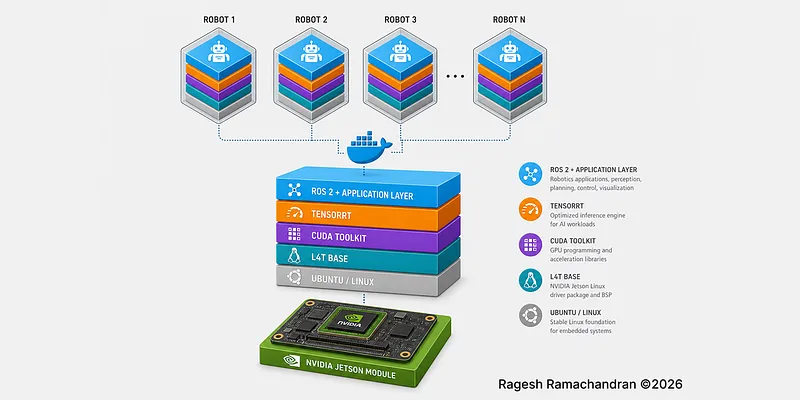 ROBOT 1
ROBOT 2
ROBOT 3
ROBOT N
ROS 2 + APPLICATION LAYER
TENSORRT
CUDA TOOLKIT
L4T BASE
UBUNTU / LINUX
NVIDIA
NVIDIA JETSON MODULE
ROS 2 + APPLICATION LAYER
Robotics applications, perception,
planning, control, visualization
TENSORRT
Optimized inference engine
for AI workloads
CUDA TOOLKIT
GPU programming and
acceleration libraries
L4T BASE
NVIDIA Jetson Linux
driver package and BSP
UBUNTU / LINUX
Stable Linux foundation
for embedded systems
Ragesh Ramachandran ©2026